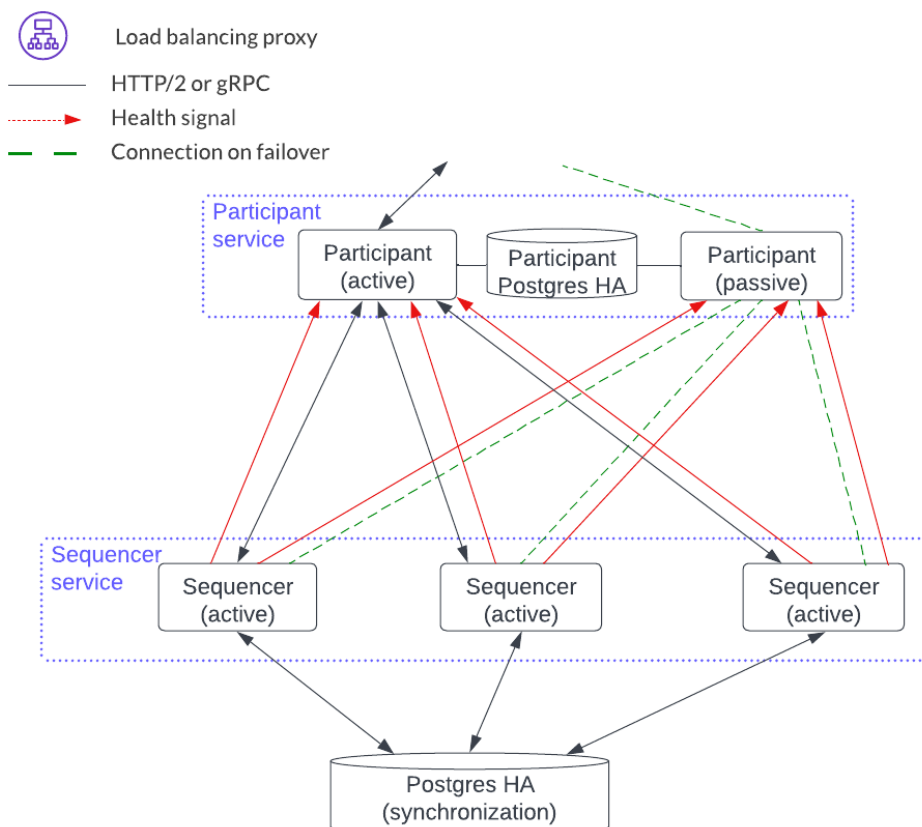 Load balancing proxy
HTTP/2 or gRPC
Health signal
Connection on failover
Participant
service
Participant
(active)
Participant
Postgres HA
Participant
(passive)
Sequencer
service
Sequencer
(active)
Sequencer
(active)
Sequencer
(active)
Postgres HA
(synchronization)